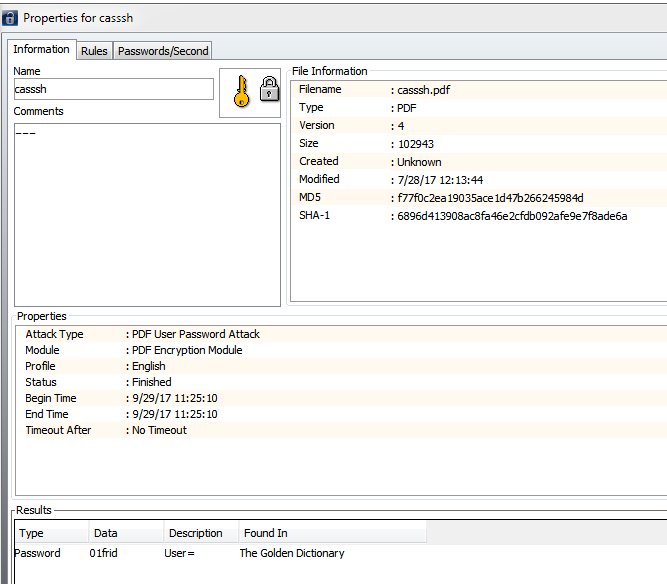 Properties for casssh
Information Rules Passwords/Second
Name
casssh
Comments
___
File Information
Filename : casssh.pdf
Type : PDF
Version : 4
Size : 102943
Created : Unknown
Modified : 7/28/17 12:13:44
MD5 : f77f0c2ea19035ace1d47b266245984d
SHA-1 : 6896d413908ac8fa46e2cfdb092afe9e7f8ade6a
Properties
Attack Type : PDF User Password Attack
Module : PDF Encryption Module
Profile : English
Status : Finished
Begin Time : 9/29/17 11:25:10
End Time : 9/29/17 11:25:10
Timeout After : No Timeout
Results
Type Data Description Found In
Password 01frid User= The Golden Dictionary